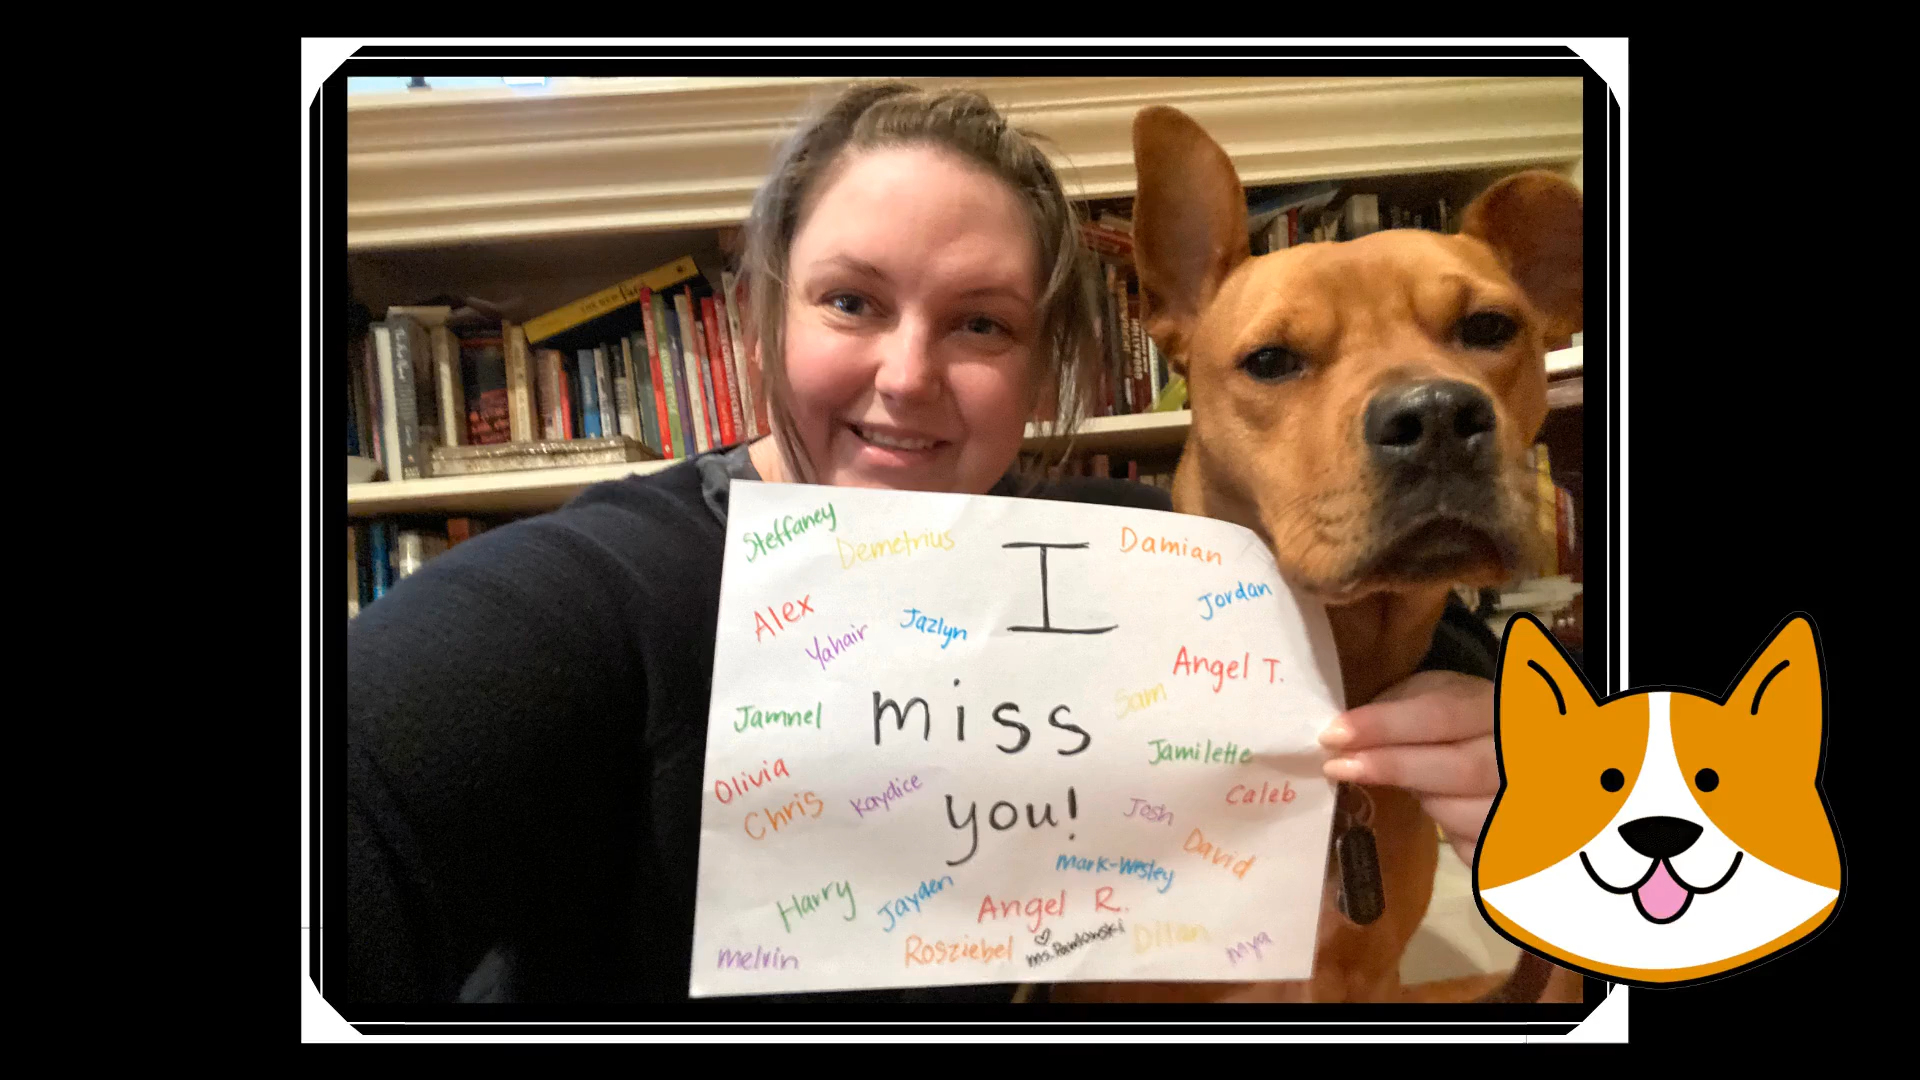 Steffaney
Demetrius
I
Damian
Jordan
Alex
Yahair
Jazlyn
Angel T.
Sam
Jamnel
miss
Jamilette
Olivia
Chris
Kaydice
you!
Josh
Caleb
David
Mark-Wesley
Harry
Jayden
Angel R.
Melvin
Rosziebel
♡
Ms. Pawlowski
Dilian
Mya